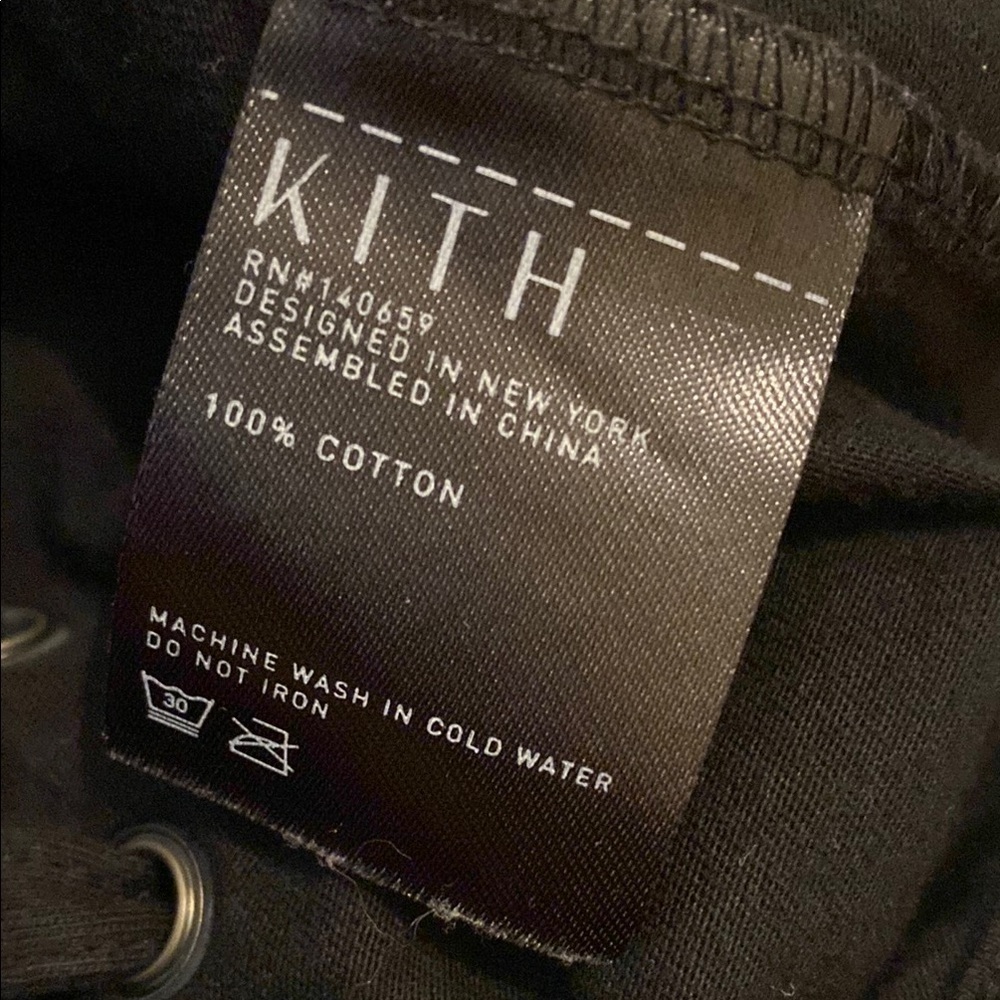 KITH
RN#140659
DESIGNED IN NEW YORK
ASSEMBLED IN CHINA
100% COTTON
MACHINE WASH IN COLD WATER
DO NOT IRON
30